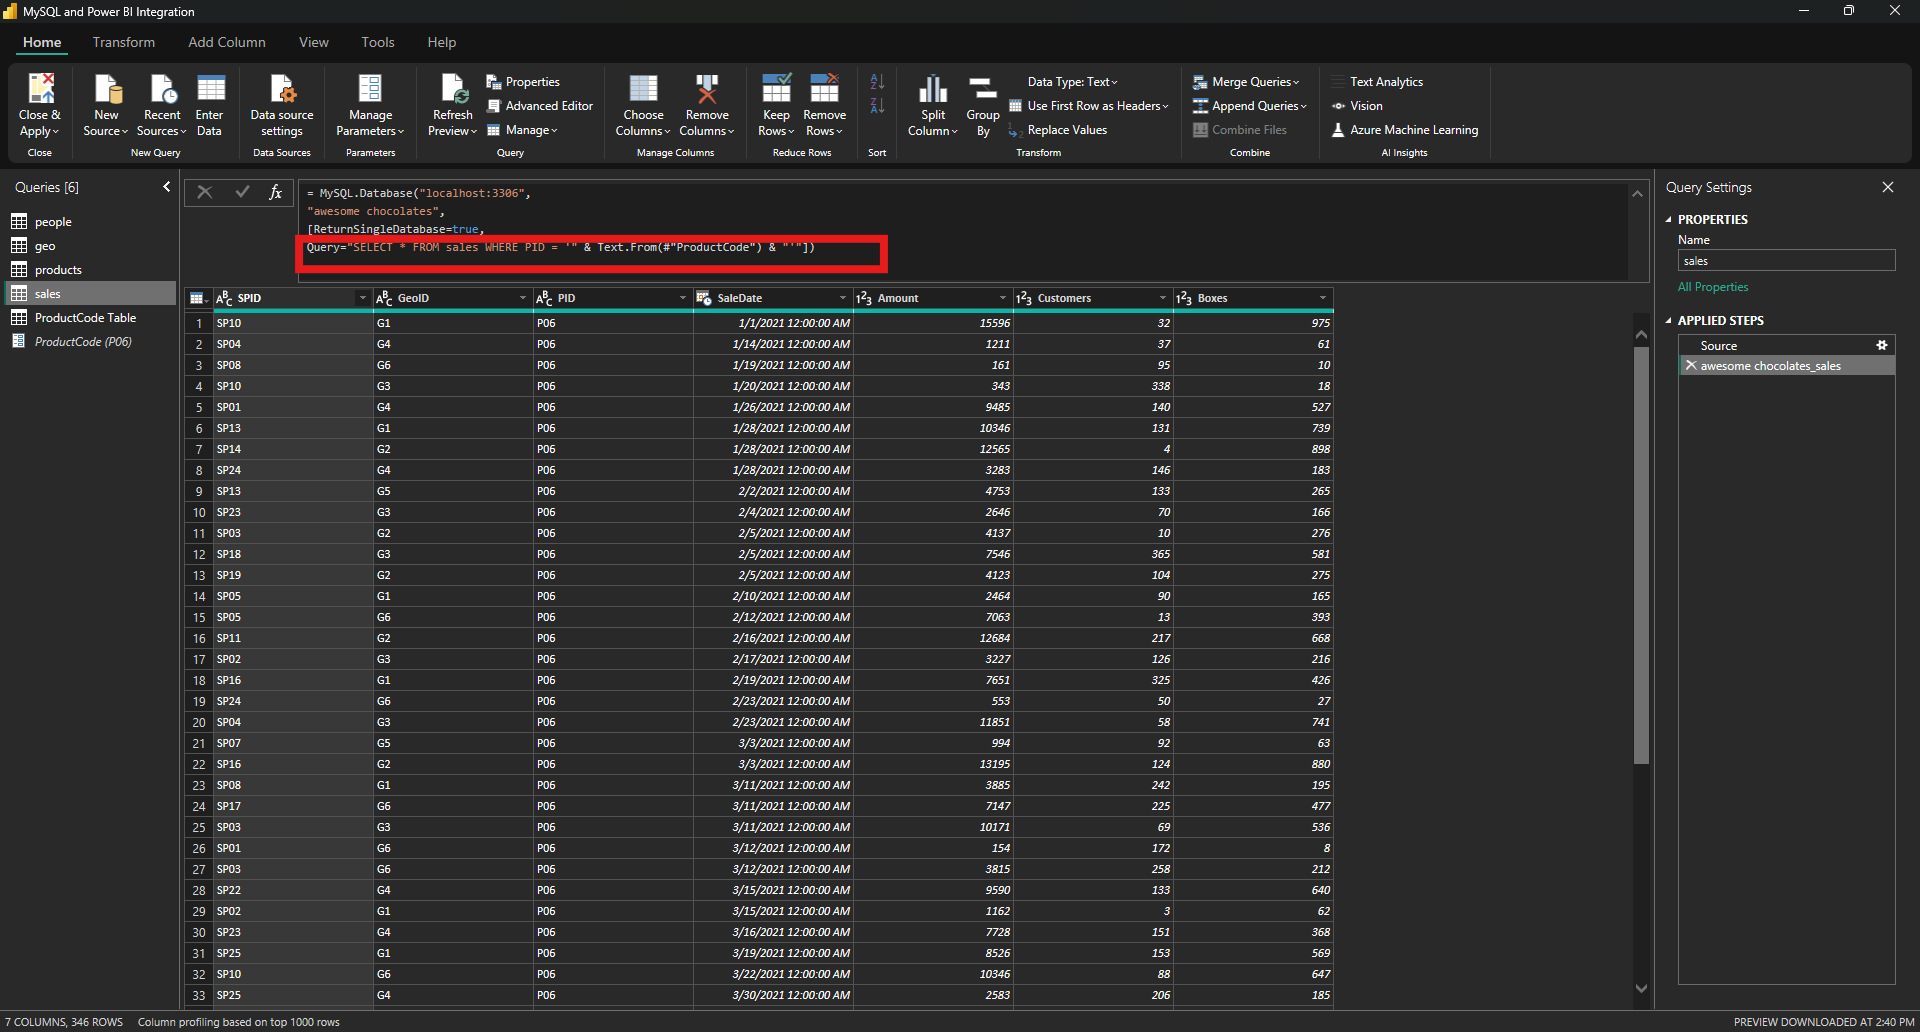 MySQL and Power BI Integration
Home Transform Add Column View Tools Help
Close & Apply
New Source
Recent Sources
Enter Data
Data source settings
Manage Parameters
Refresh Preview
Properties
Advanced Editor
Manage
Choose Columns
Remove Columns
Keep Rows
Remove Rows
Split Column
Group By
Data Type: Text
Use First Row as Headers
Replace Values
Merge Queries
Append Queries
Combine Files
Text Analytics
Vision
Azure Machine Learning
Close New Query Data Sources Parameters Query Manage Columns Reduce Rows Sort Transform Combine AI Insights
Queries [6]
people
geo
products
sales
ProductCode Table
ProductCode (P06)
fx
= MySQL.Database("localhost:3306",
"awesome chocolates",
[ReturnSingleDatabase=true,
Query="SELECT * FROM sales WHERE PID = '" & Text.From(#"ProductCode") & "'"])
ABC SPID ABC GeoID ABC PID SaleDate 123 Amount 123 Customers 123 Boxes
1 SP10 G1 P06 1/1/2021 12:00:00 AM 15596 32 975
2 SP04 G4 P06 1/14/2021 12:00:00 AM 1211 37 61
3 SP08 G6 P06 1/19/2021 12:00:00 AM 161 95 10
4 SP10 G3 P06 1/20/2021 12:00:00 AM 343 338 18
5 SP01 G4 P06 1/26/2021 12:00:00 AM 9485 140 527
6 SP13 G1 P06 1/28/2021 12:00:00 AM 10346 131 739
7 SP14 G2 P06 1/28/2021 12:00:00 AM 12565 4 898
8 SP24 G4 P06 1/28/2021 12:00:00 AM 3283 146 183
9 SP13 G5 P06 2/2/2021 12:00:00 AM 4753 133 265
10 SP23 G3 P06 2/4/2021 12:00:00 AM 2646 70 166
11 SP03 G2 P06 2/5/2021 12:00:00 AM 4137 10 276
12 SP18 G3 P06 2/5/2021 12:00:00 AM 7546 365 581
13 SP19 G2 P06 2/5/2021 12:00:00 AM 4123 104 275
14 SP05 G1 P06 2/10/2021 12:00:00 AM 2464 90 165
15 SP05 G6 P06 2/12/2021 12:00:00 AM 7063 13 393
16 SP11 G2 P06 2/16/2021 12:00:00 AM 12684 217 668
17 SP02 G3 P06 2/17/2021 12:00:00 AM 3227 126 216
18 SP16 G1 P06 2/19/2021 12:00:00 AM 7651 325 426
19 SP24 G6 P06 2/23/2021 12:00:00 AM 553 50 27
20 SP04 G3 P06 2/23/2021 12:00:00 AM 11851 58 741
21 SP07 G5 P06 3/3/2021 12:00:00 AM 994 92 63
22 SP16 G2 P06 3/3/2021 12:00:00 AM 13195 124 880
23 SP08 G1 P06 3/11/2021 12:00:00 AM 3885 242 195
24 SP17 G6 P06 3/11/2021 12:00:00 AM 7147 225 477
25 SP03 G3 P06 3/11/2021 12:00:00 AM 10171 69 536
26 SP01 G6 P06 3/12/2021 12:00:00 AM 154 172 8
27 SP03 G6 P06 3/12/2021 12:00:00 AM 3815 258 212
28 SP22 G4 P06 3/15/2021 12:00:00 AM 9590 133 640
29 SP02 G1 P06 3/15/2021 12:00:00 AM 1162 3 62
30 SP23 G4 P06 3/16/2021 12:00:00 AM 7728 151 368
31 SP25 G1 P06 3/19/2021 12:00:00 AM 8526 153 569
32 SP10 G6 P06 3/22/2021 12:00:00 AM 10346 88 647
33 SP25 G4 P06 3/30/2021 12:00:00 AM 2583 206 185
Query Settings
PROPERTIES
Name
sales
All Properties
APPLIED STEPS
Source
awesome chocolates_sales
7 COLUMNS, 346 ROWS Column profiling based on top 1000 rows
PREVIEW DOWNLOADED AT 2:40 PM